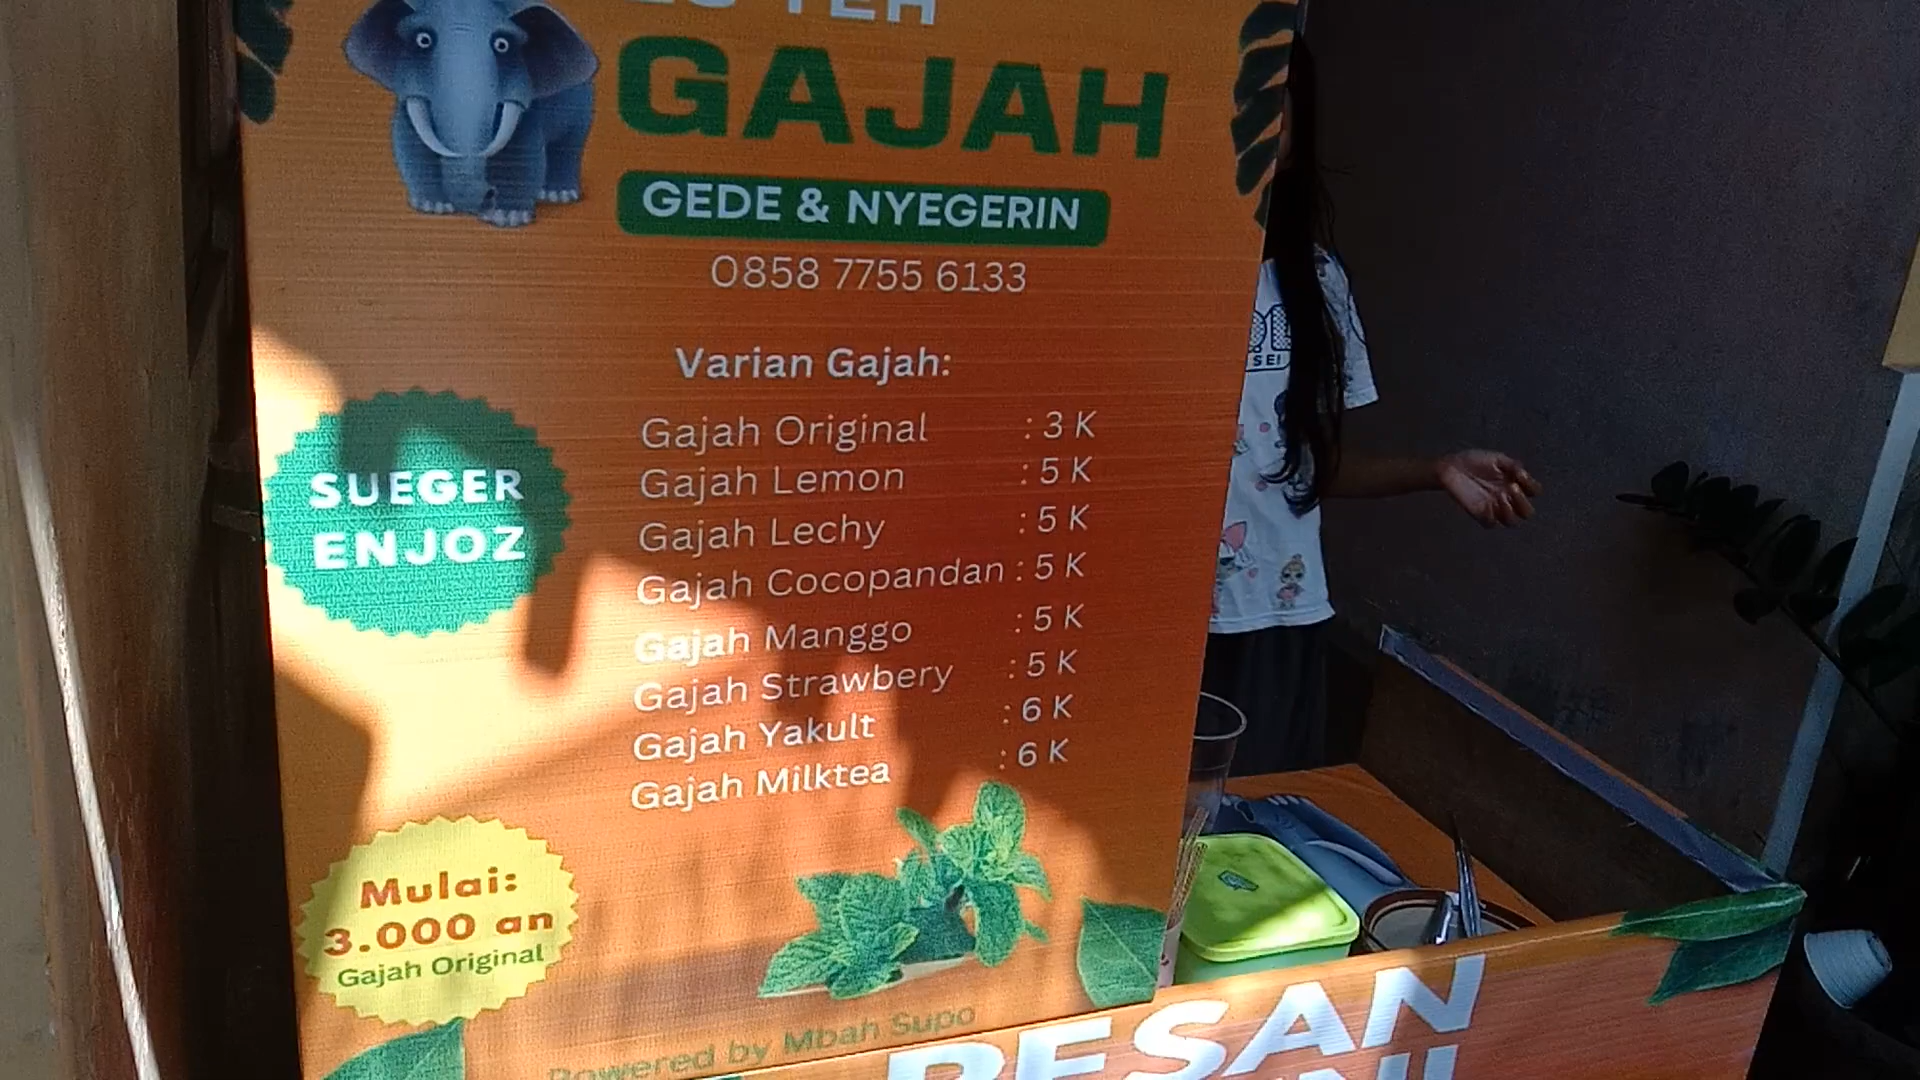 TEH
GAJAH
GEDE & NYEGERIN
0858 7755 6133
Varian Gajah:
Gajah Original : 3 K
Gajah Lemon : 5 K
Gajah Lechy : 5 K
Gajah Cocopandan : 5 K
Gajah Manggo : 5 K
Gajah Strawbery : 5 K
Gajah Yakult : 6 K
Gajah Milktea : 6 K
SUEGER
ENJOZ
Mulai:
3.000 an
Gajah Original
Powered by Mbah Supo
PESAN